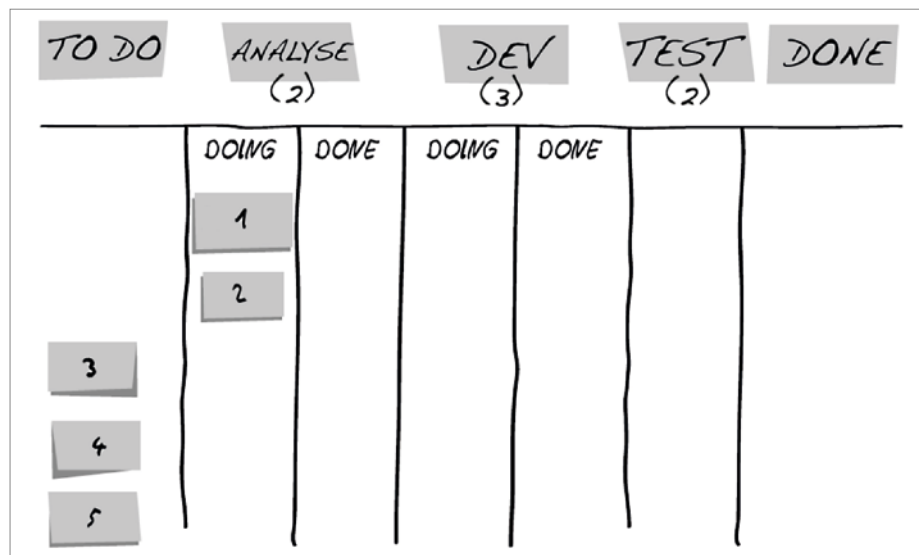 TO DO ANALYSE DEV TEST DONE
(2) (3) (2)
DOING DONE DOING DONE
1
2
3
4
5